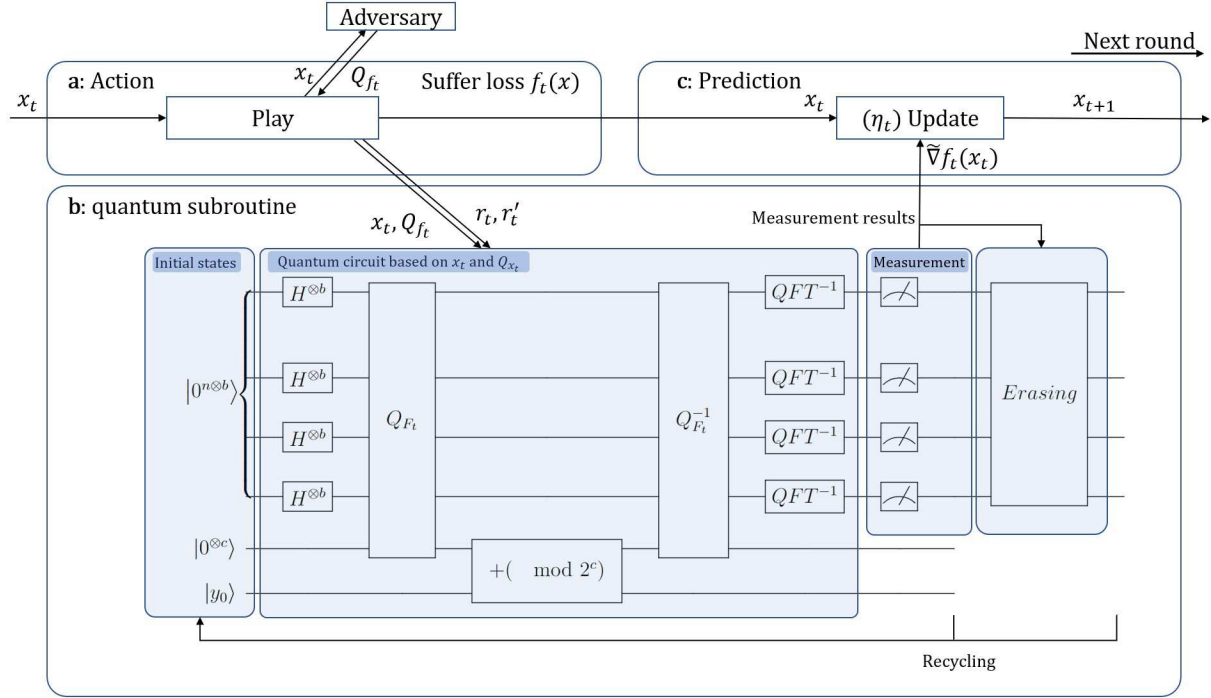 Adversary
Next round
a: Action
x_t
Q_{f_t}
Suffer loss f_t(x)
c: Prediction
x_t
Play
x_t
(η_t) Update
x_{t+1}
∇̃f_t(x_t)
b: quantum subroutine
x_t, Q_{f_t}
r_t, r_t′
Measurement results
Initial states
Quantum circuit based on x_t and Q_{x_t}
Measurement
H^{⊗b}
QFT^{−1}
|0^{n⊗b}⟩
H^{⊗b}
Q_{F_t}
Q_{F_t}^{−1}
QFT^{−1}
Erasing
H^{⊗b}
QFT^{−1}
H^{⊗b}
QFT^{−1}
|0^{⊗c}⟩
+( mod 2^c)
|y_0⟩
Recycling